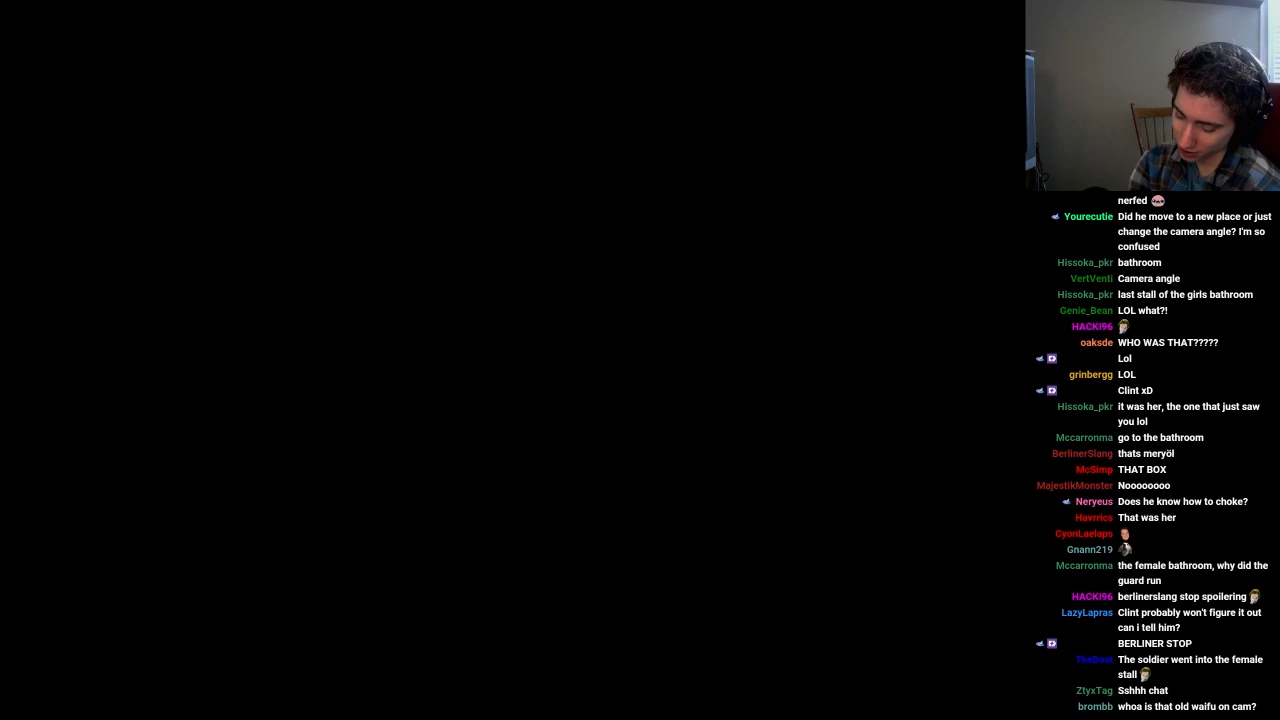 nerfed
Yourecutie Did he move to a new place or just
change the camera angle? I'm so
confused
Hissoka_pkr bathroom
VertVenti Camera angle
Hissoka_pkr last stall of the girls bathroom
Genie_Bean LOL what?!
HACKI96
oaksde WHO WAS THAT?????
Lol
grinbergg LOL
Clint xD
Hissoka_pkr it was her, the one that just saw
you lol
Mccarronma go to the bathroom
BerlinerSlang thats meryöl
McSimp THAT BOX
MajestikMonster Noooooooo
Neryeus Does he know how to choke?
Havrrics That was her
CyonLaelaps
Gnann219
Mccarronma the female bathroom, why did the
guard run
HACKI96 berlinerslang stop spoilering
LazyLapras Clint probably won't figure it out
can i tell him?
BERLINER STOP
The soldier went into the female
stall
ZtyxTag Sshhh chat
brombb whoa is that old waifu on cam?